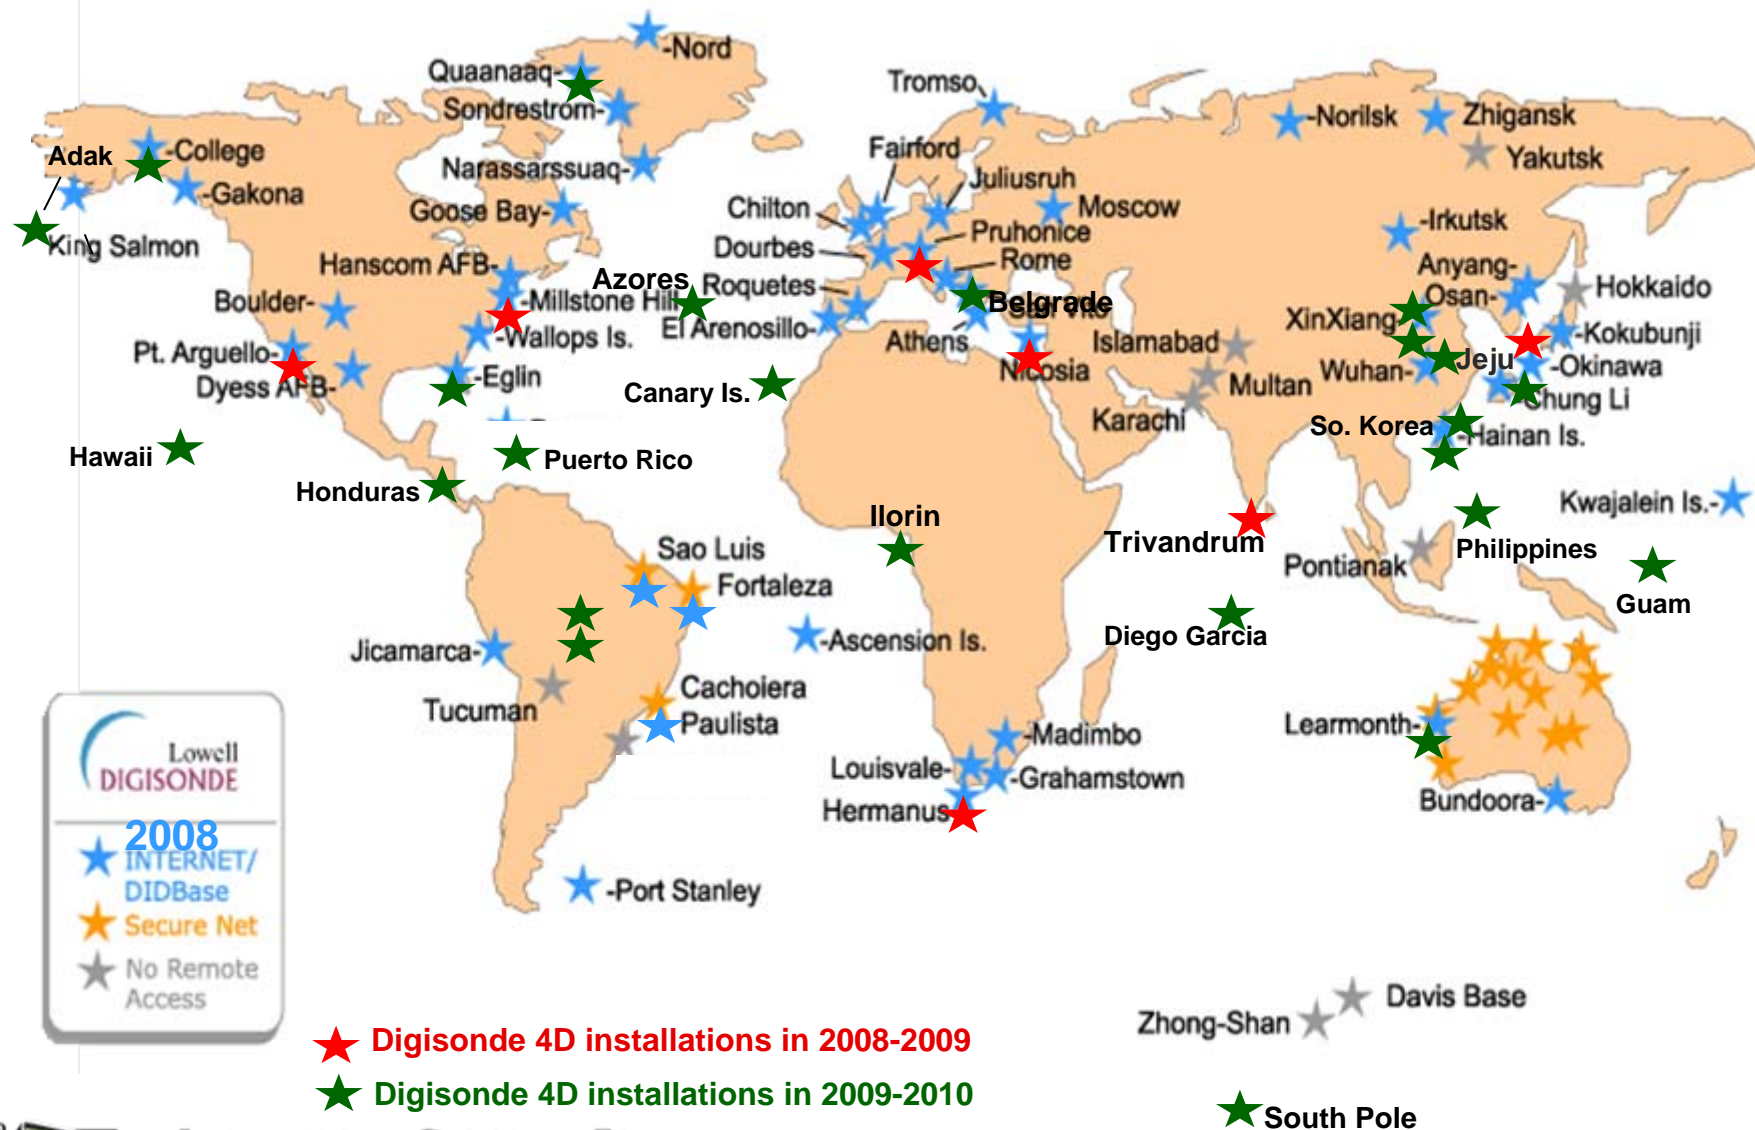 -Nord
Quaanaaq-
Sondrestrom-
Tromso
-Norilsk
Zhigansk
Adak
-College
Fairford
Yakutsk
Narassarssuaq-
Juliusruh
-Gakona
Goose Bay-
Chilton
Moscow
-Irkutsk
King Salmon
Dourbes
Pruhonice
Hanscom AFB-
Rome
Anyang-
Azores
Roquetes
Hokkaido
Boulder-
-Millstone Hill
Belgrade
Osan-
El Arenosillo-
XinXiang
-Wallops Is.
Athens
Islamabad
-Kokubunji
Pt. Arguello-
Nicosia
Wuhan-
Jeju
-Okinawa
Dyess AFB-
-Eglin
Canary Is.
Multan
Chung Li
Karachi
So. Korea
-Hainan Is.
Hawaii
Puerto Rico
Honduras
Kwajalein Is.-
Ilorin
Trivandrum
Sao Luis
Pontianak
Philippines
Fortaleza
Guam
Jicamarca-
-Ascension Is.
Diego Garcia
Cachoiera
Paulista
Tucuman
Learmonth-
-Madimbo
Louisvale-
-Grahamstown
Hermanus
Bundoora-
-Port Stanley
Lowell
DIGISONDE
2008
INTERNET/
DIDBase
Secure Net
No Remote
Access
Davis Base
Zhong-Shan
Digisonde 4D installations in 2008-2009
Digisonde 4D installations in 2009-2010
South Pole